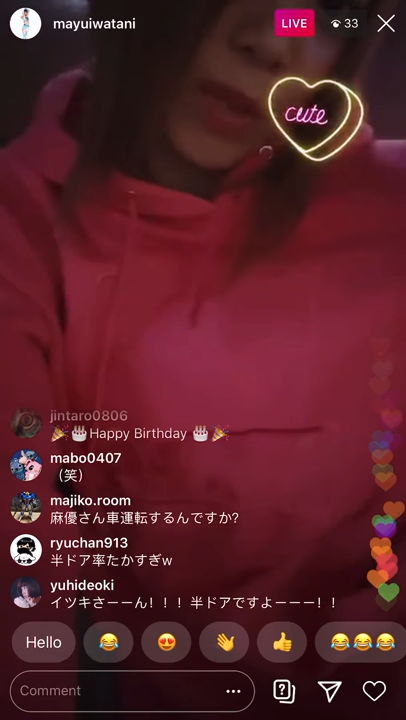 mayuiwatani
LIVE
33
cute
jintaro0806
🎉🎂Happy Birthday 🎂🎉
mabo0407
（笑）
majiko.room
麻優さん車運転するんですか?
ryuchan913
半ドア率たかすぎw
yuhideoki
イツキさーーん！！！半ドアですよーーー！！
Hello
Comment